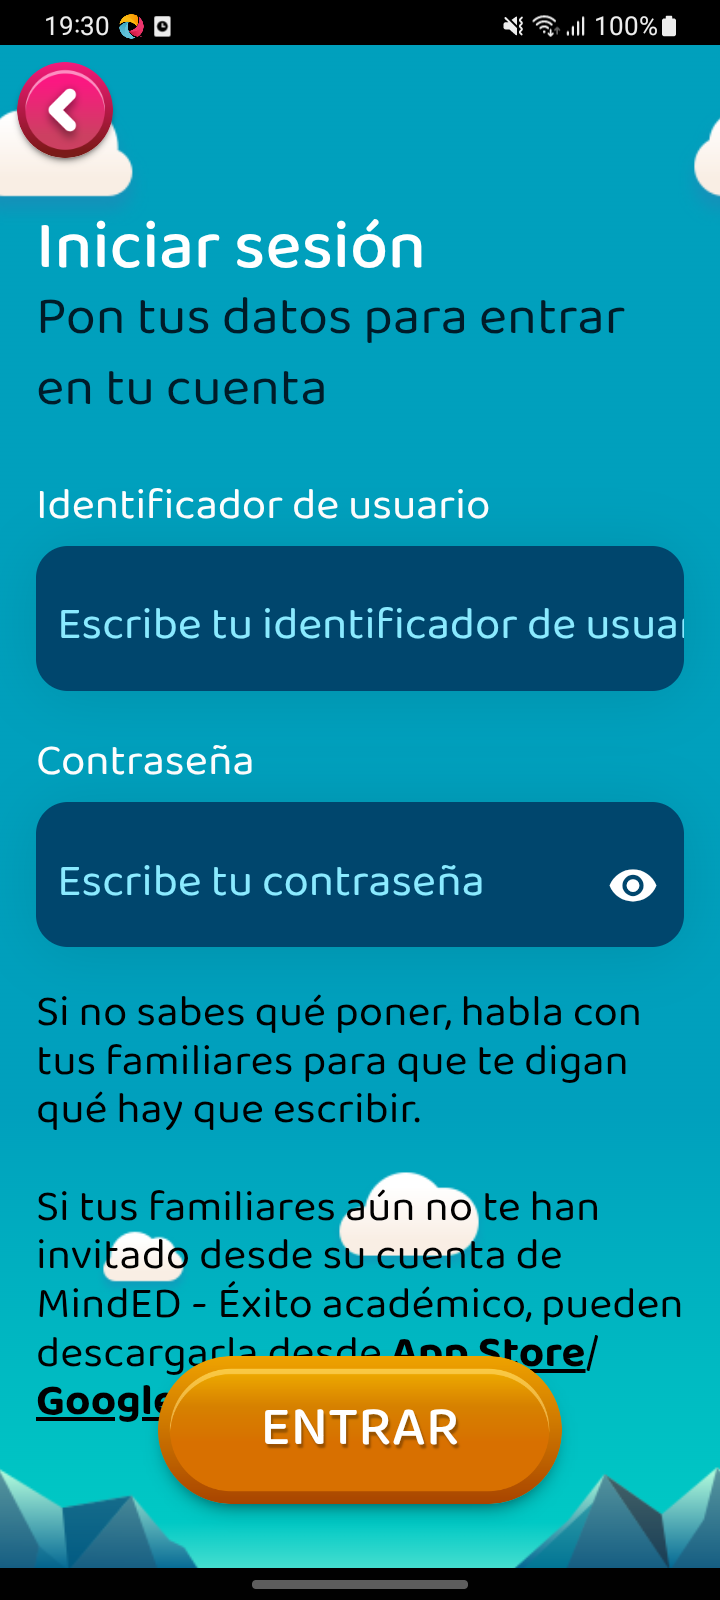 19:30
100%
Iniciar sesión
Pon tus datos para entrar
en tu cuenta
Identificador de usuario
Escribe tu identificador de usuar
Contraseña
Escribe tu contraseña
Si no sabes qué poner, habla con
tus familiares para que te digan
qué hay que escribir.
Si tus familiares aún no te han
invitado desde su cuenta de
MindED - Éxito académico, pueden
descargarla desde App Store/
Google
ENTRAR